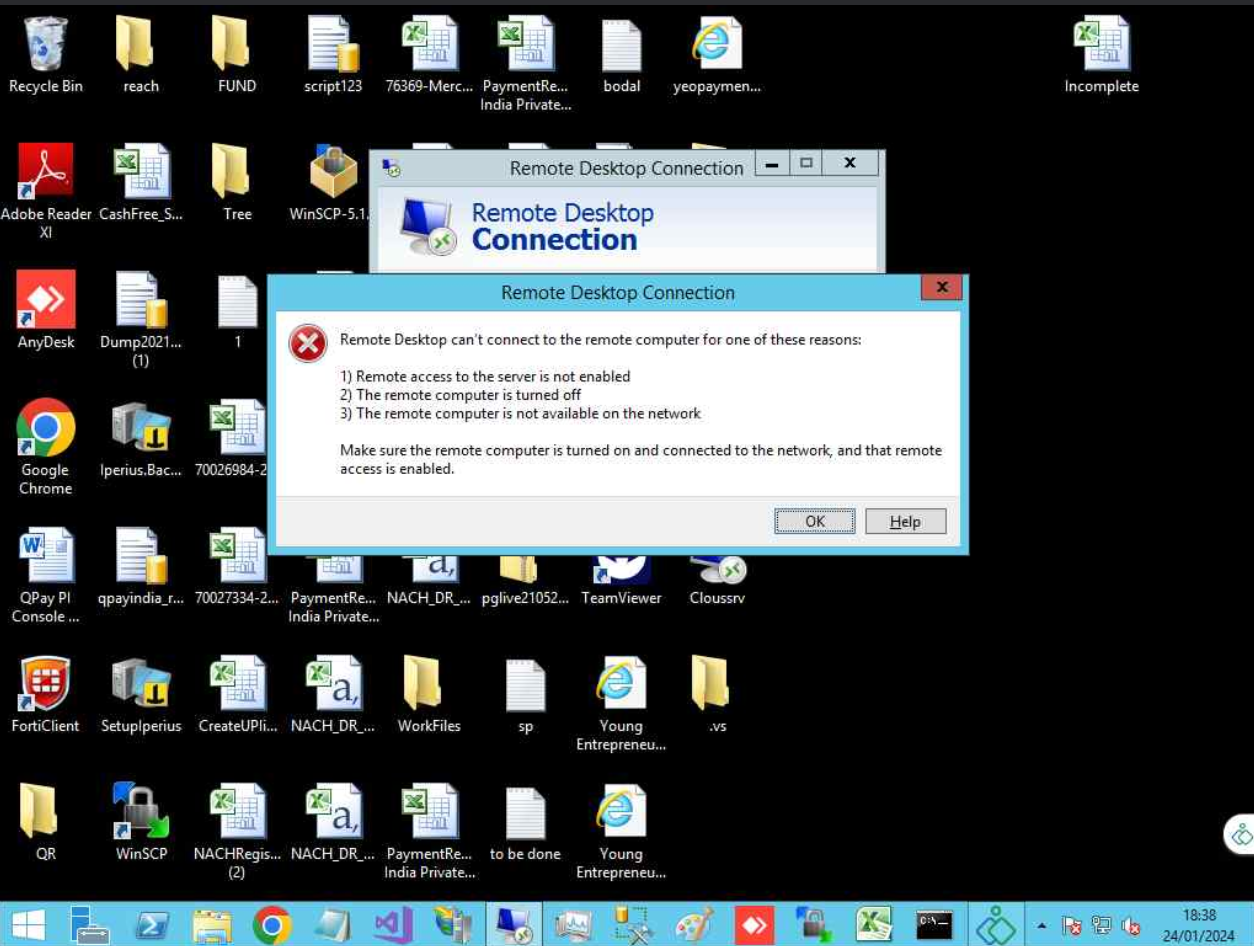 Recycle Bin
reach
FUND
script123
76369-Merc...
PaymentRe...
India Private...
bodal
yeopaymen...
Incomplete
Adobe Reader
XI
CashFree_S...
Tree
WinSCP-5.1.
Remote Desktop Connection
Remote Desktop
Connection
AnyDesk
Dump2021...
(1)
1
Remote Desktop Connection
Remote Desktop can't connect to the remote computer for one of these reasons:
1) Remote access to the server is not enabled
2) The remote computer is turned off
3) The remote computer is not available on the network
Make sure the remote computer is turned on and connected to the network, and that remote
access is enabled.
OK
Help
Google
Chrome
Iperius.Bac...
70026984-2
QPay PI
Console ...
qpayindia_r...
70027334-2...
PaymentRe...
India Private...
NACH_DR_...
pglive21052...
TeamViewer
Cloussrv
FortiClient
SetupIperius
CreateUPli...
NACH_DR_...
WorkFiles
sp
Young
Entrepreneu...
.vs
QR
WinSCP
NACHRegis...
(2)
NACH_DR_...
PaymentRe...
India Private...
to be done
Young
Entrepreneu...
18:38
24/01/2024